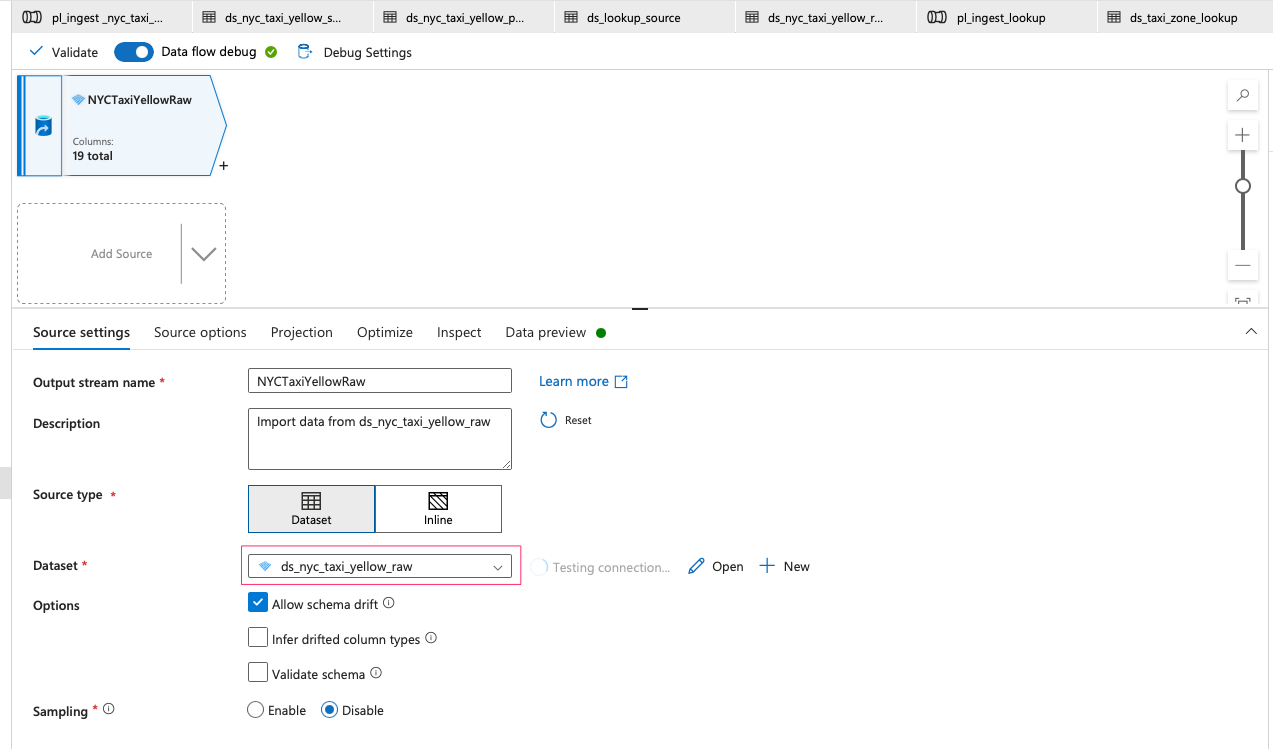 pl_ingest _nyc_taxi_...
ds_nyc_taxi_yellow_s...
ds_nyc_taxi_yellow_p...
ds_lookup_source
ds_nyc_taxi_yellow_r...
pl_ingest_lookup
ds_taxi_zone_lookup
Validate
Data flow debug
Debug Settings
NYCTaxiYellowRaw
Columns:
19 total
Add Source
Source settings
Source options
Projection
Optimize
Inspect
Data preview
Output stream name *
NYCTaxiYellowRaw
Learn more
Description
Import data from ds_nyc_taxi_yellow_raw
Reset
Source type *
Dataset
Inline
Dataset *
ds_nyc_taxi_yellow_raw
Testing connection...
Open
New
Options
Allow schema drift
Infer drifted column types
Validate schema
Sampling *
Enable
Disable